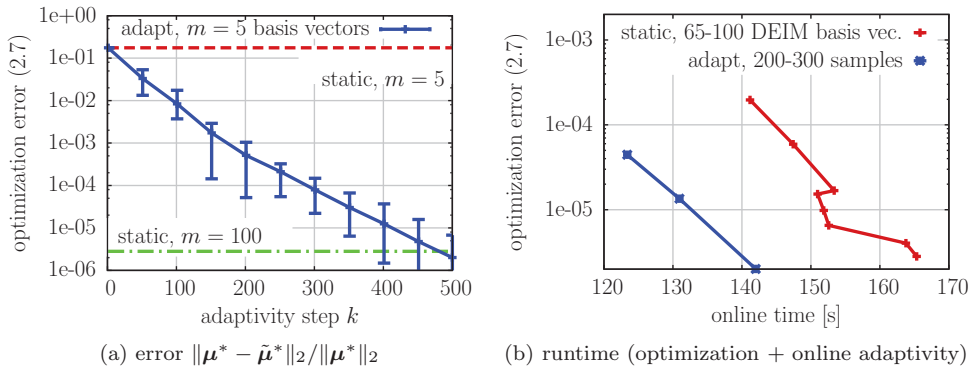 optimization error (2.7)
1e+00
1e-01
1e-02
1e-03
1e-04
1e-05
1e-06
adapt, m = 5 basis vectors
static, m = 5
static, m = 100
0 100 200 300 400 500
adaptivity step k
(a) error ‖μ* − μ̃*‖₂/‖μ*‖₂
optimization error (2.7)
1e-03
1e-04
1e-05
static, 65-100 DEIM basis vec.
adapt, 200-300 samples
120 130 140 150 160 170
online time [s]
(b) runtime (optimization + online adaptivity)